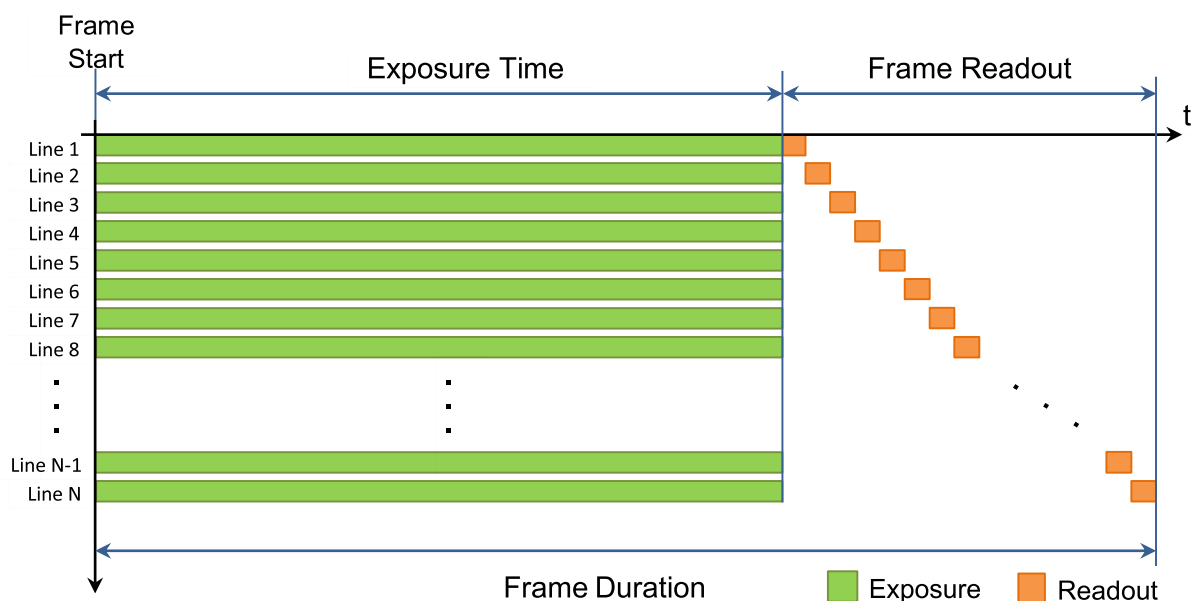 Frame
Start
Exposure Time
Frame Readout
t
Line 1
Line 2
Line 3
Line 4
Line 5
Line 6
Line 7
Line 8
Line N-1
Line N
Frame Duration
Exposure
Readout